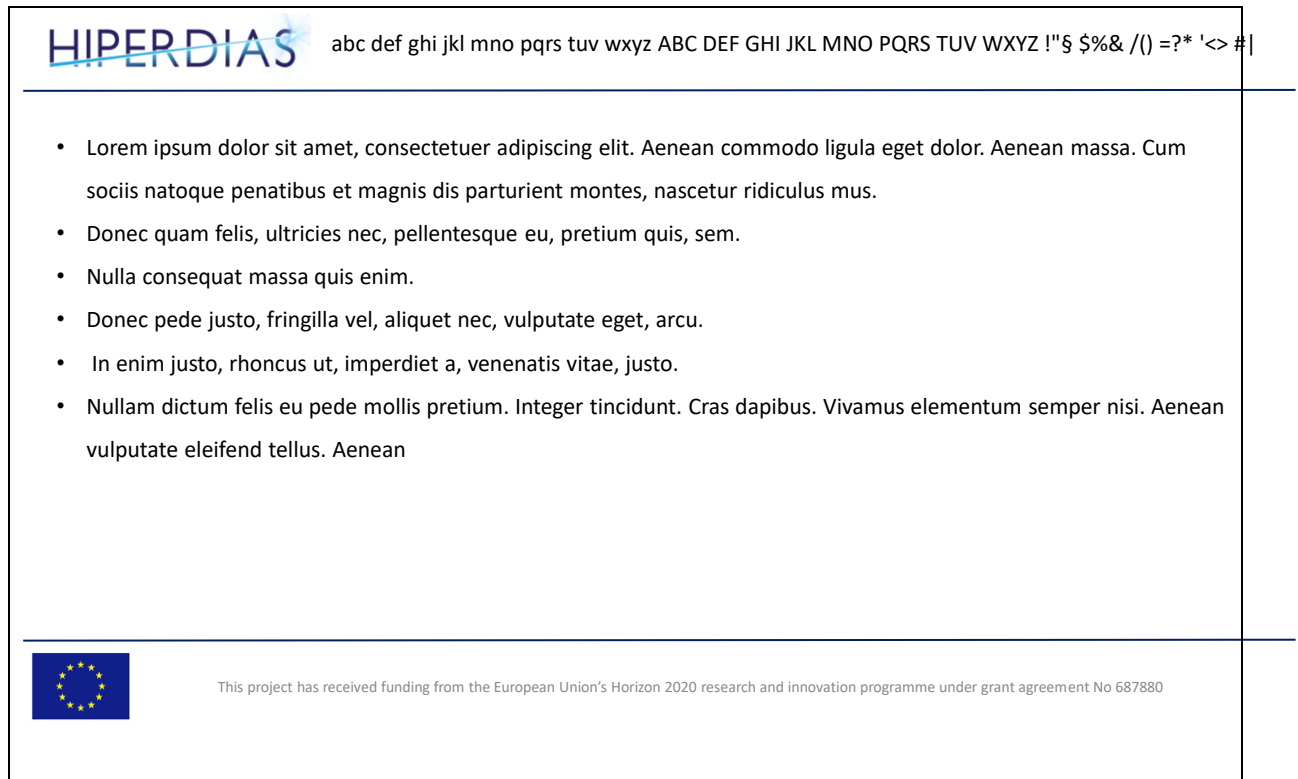 HIPERDIAS
abc def ghi jkl mno pqrs tuv wxyz ABC DEF GHI JKL MNO PQRS TUV WXYZ !"§ $%& /() =?* '<> #|
• Lorem ipsum dolor sit amet, consectetuer adipiscing elit. Aenean commodo ligula eget dolor. Aenean massa. Cum
sociis natoque penatibus et magnis dis parturient montes, nascetur ridiculus mus.
• Donec quam felis, ultricies nec, pellentesque eu, pretium quis, sem.
• Nulla consequat massa quis enim.
• Donec pede justo, fringilla vel, aliquet nec, vulputate eget, arcu.
• In enim justo, rhoncus ut, imperdiet a, venenatis vitae, justo.
• Nullam dictum felis eu pede mollis pretium. Integer tincidunt. Cras dapibus. Vivamus elementum semper nisi. Aenean
vulputate eleifend tellus. Aenean
This project has received funding from the European Union’s Horizon 2020 research and innovation programme under grant agreement No 687880